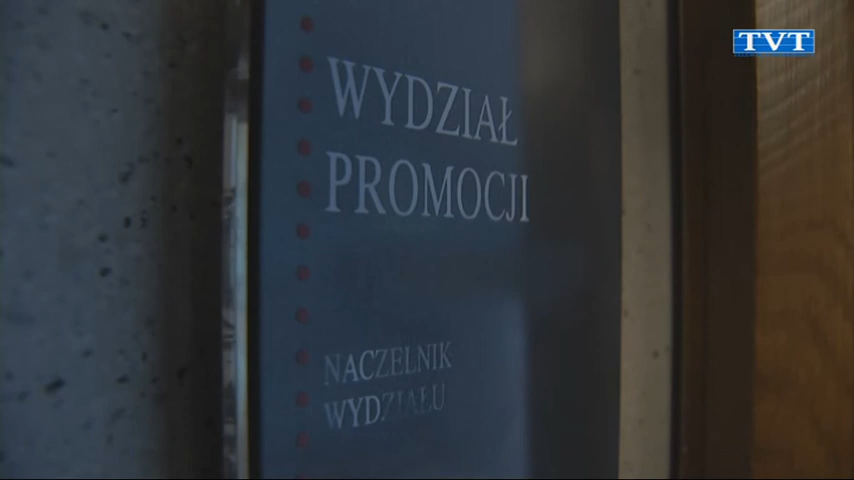 TVT
WYDZIAŁ
PROMOCJI
NACZELNIK
WYDZIAŁU